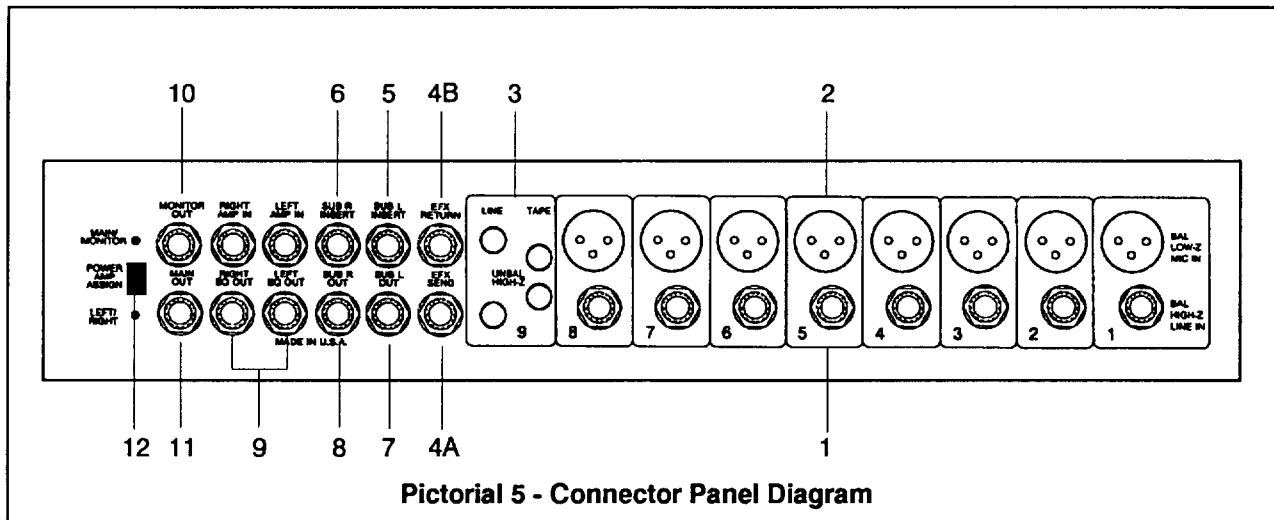 10 6 5 4B 3 2
MONITOR OUT RIGHT AMP IN LEFT AMP IN SUB R INSERT SUB L INSERT EFX RETURN
LINE TAPE
MAIN/ MONITOR
BAL LOW-Z MIC IN
POWER AMP ASSIGN
MAIN OUT RIGHT EQ OUT LEFT EQ OUT SUB R OUT SUB L OUT EFX SEND
UNBAL HIGH-Z
BAL HIGH-Z LINE IN
LEFT/ RIGHT
9 8 7 6 5 4 3 2 1
MADE IN U.S.A.
12 11 9 8 7 4A 1
Pictorial 5 - Connector Panel Diagram